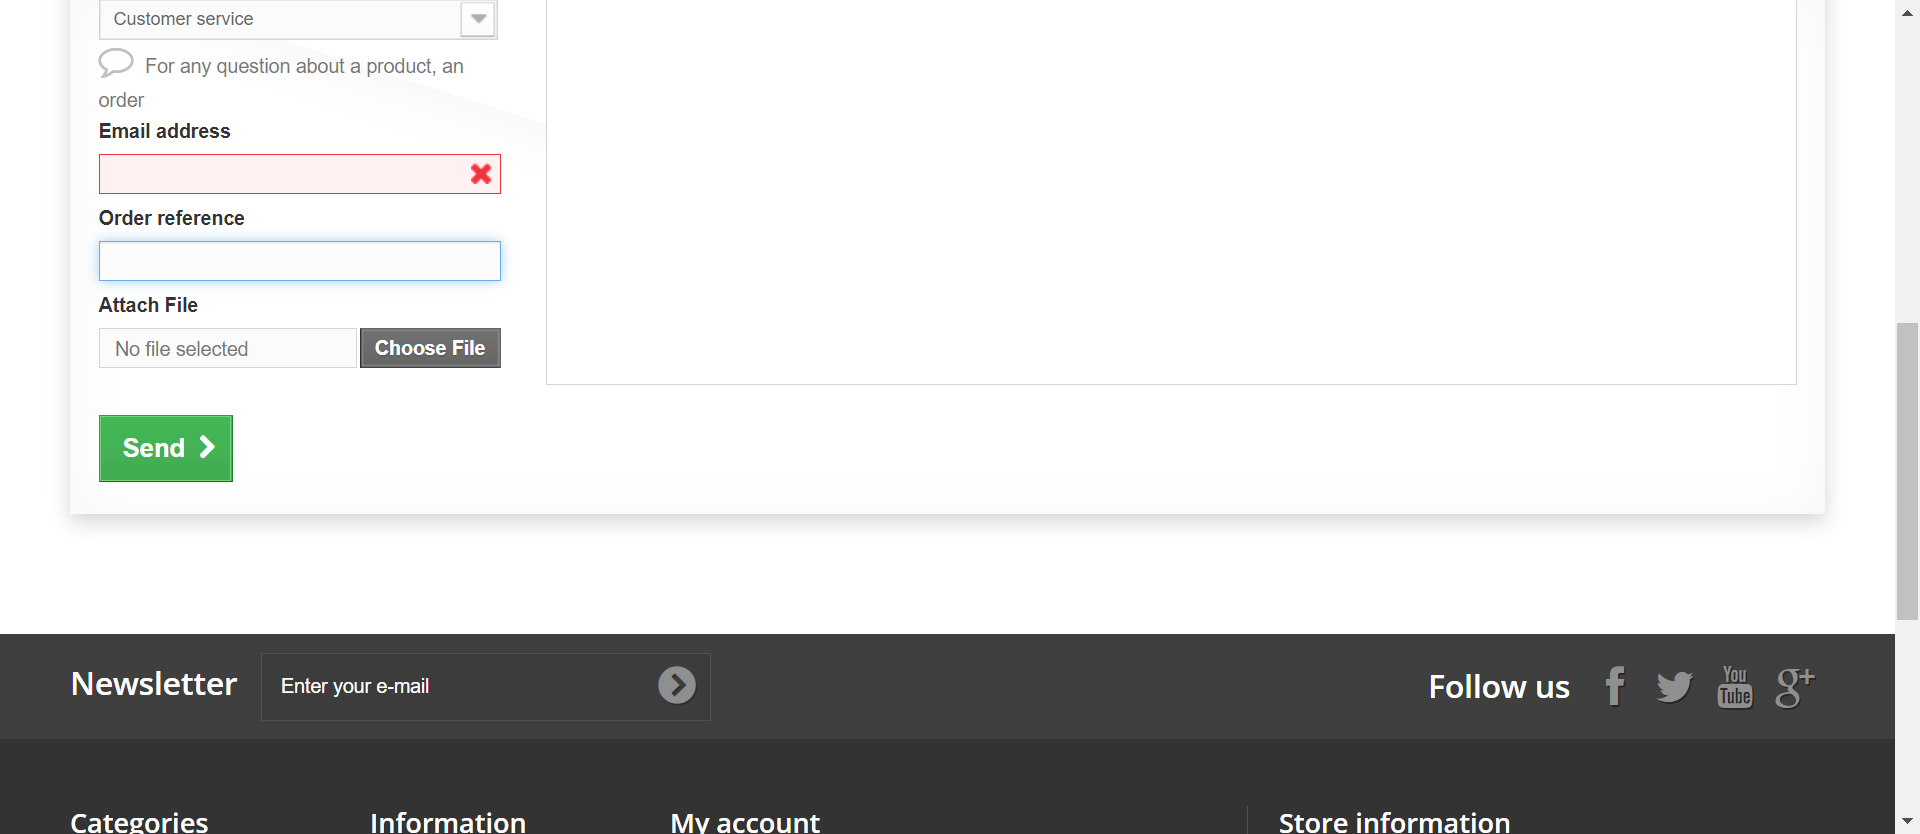 Customer service
For any question about a product, an
order
Email address
Order reference
Attach File
No file selected
Choose File
Send
Newsletter
Enter your e-mail
Follow us
You
Tube
g+
Categories
Information
My account
Store information